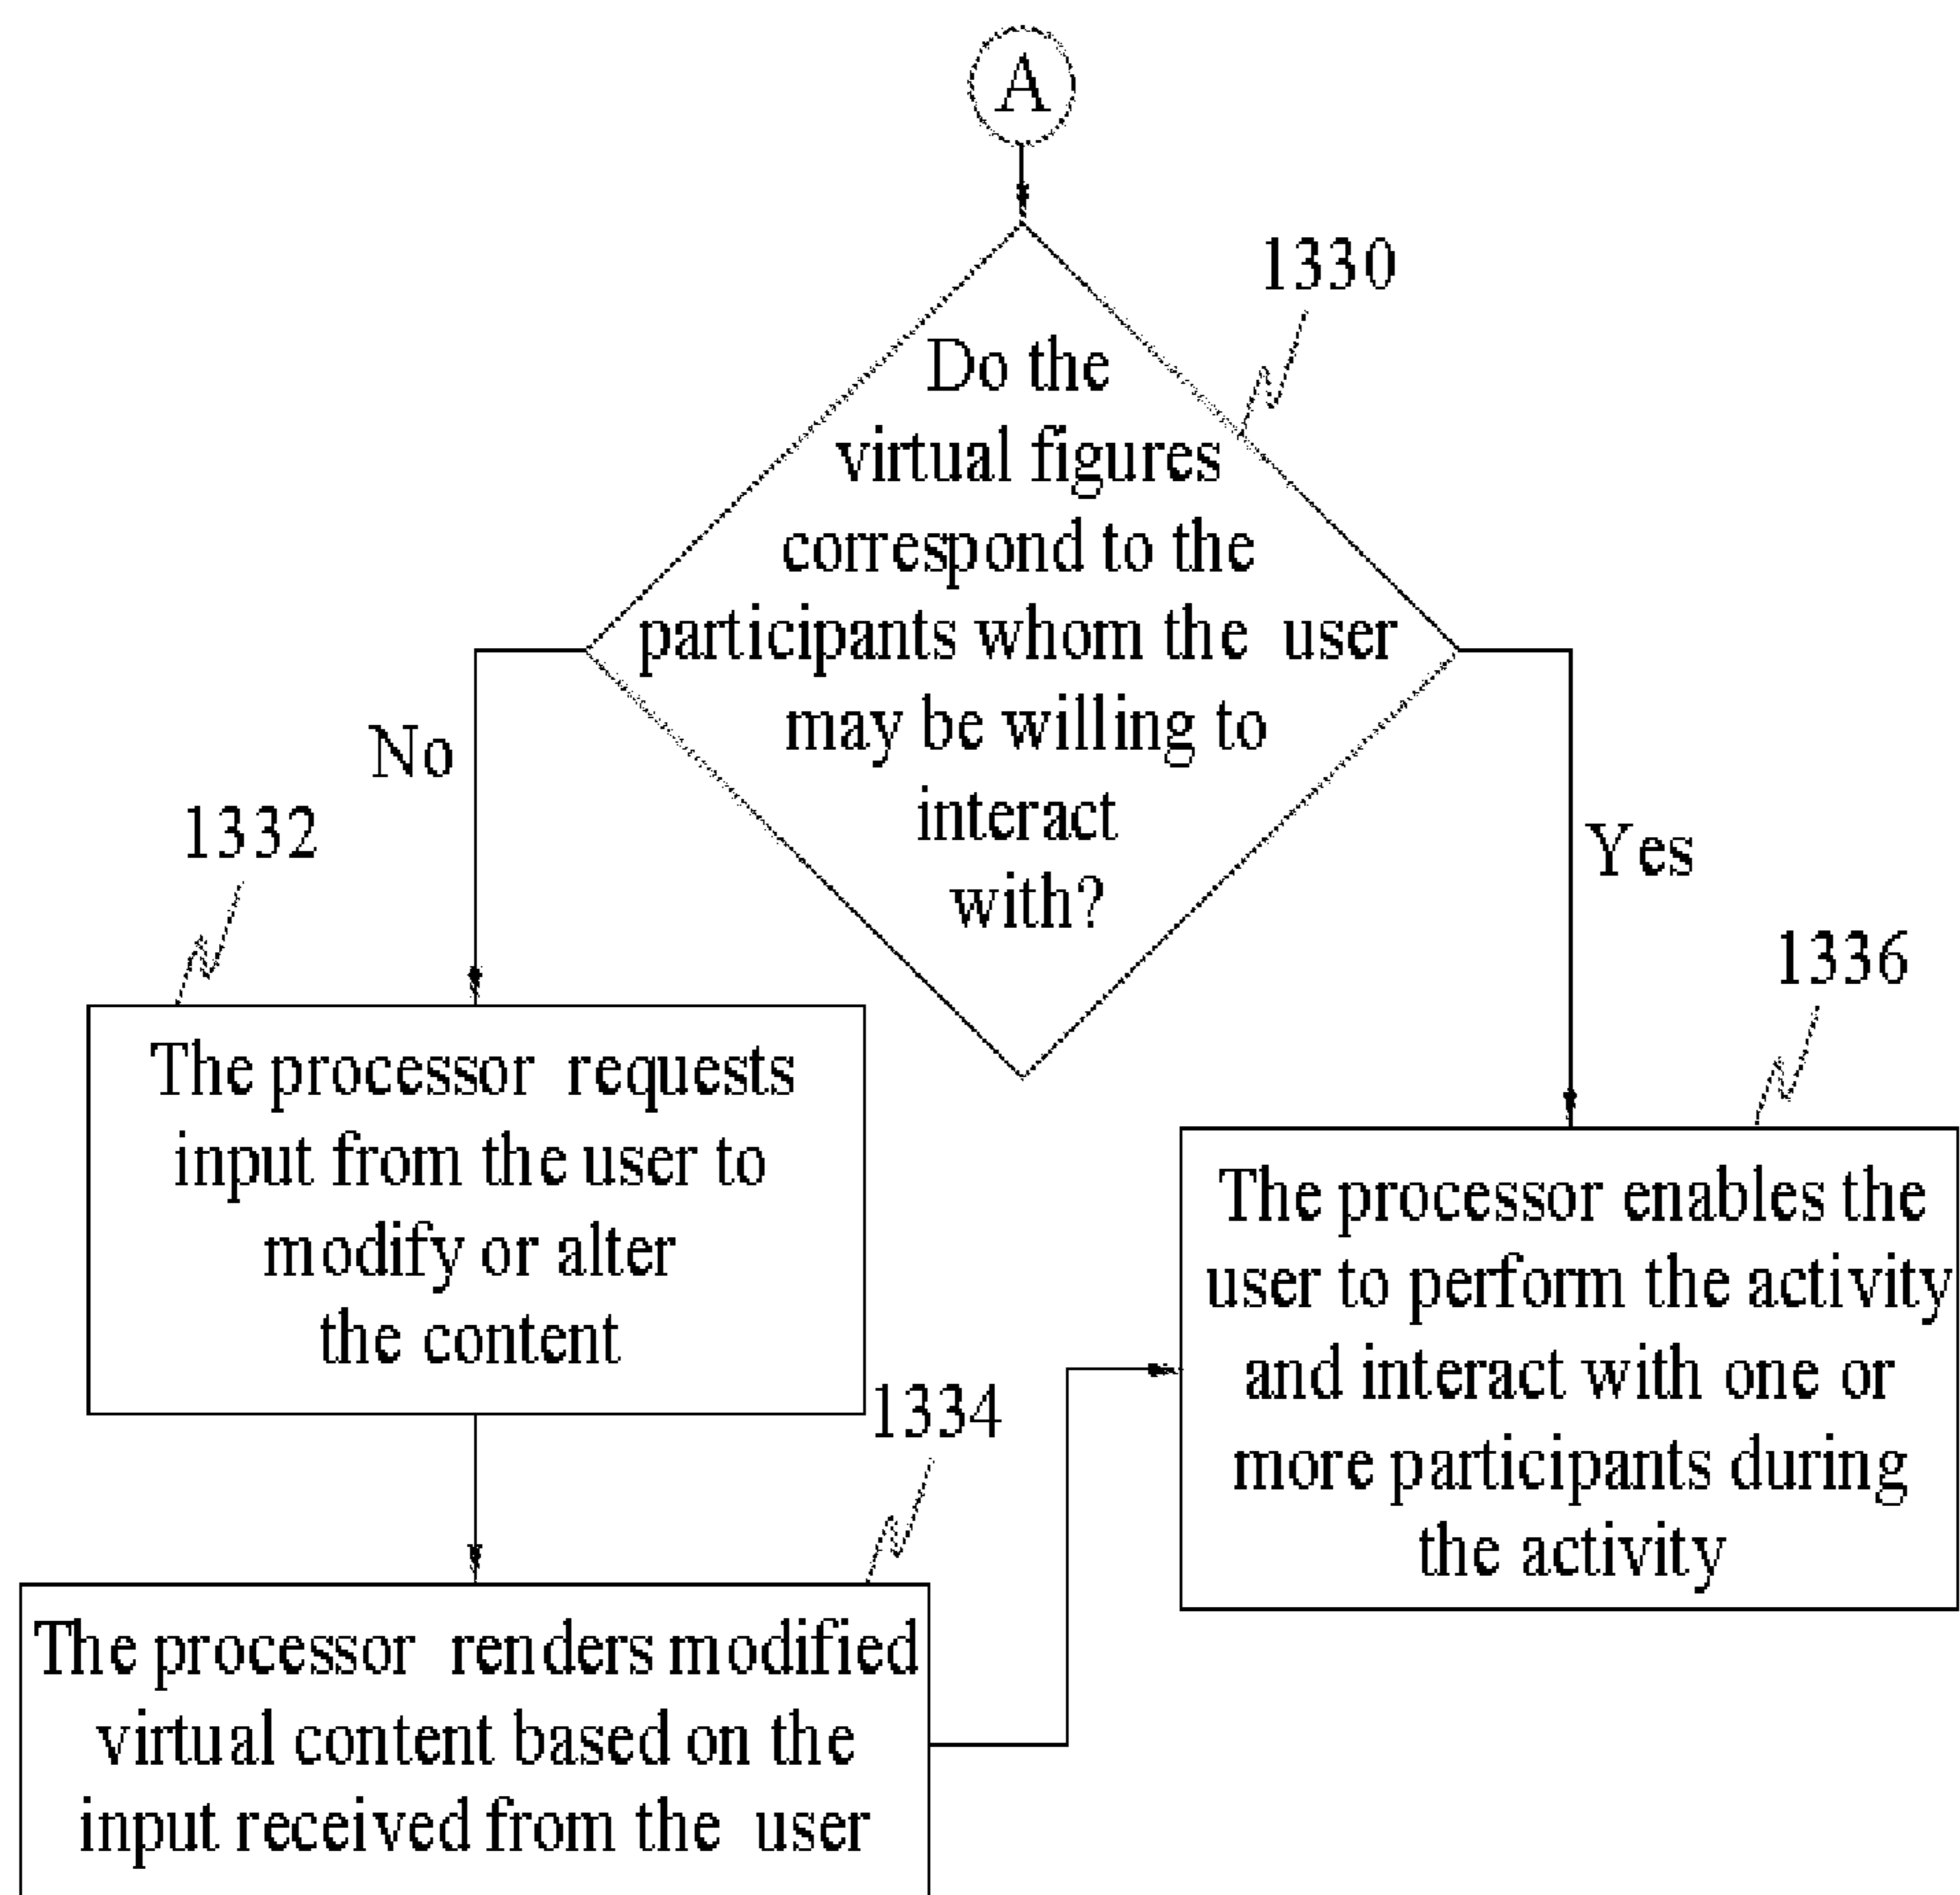 A
1330
Do the
virtual figures
correspond to the
participants whom the user
may be willing to
interact
with?
No
Yes
1332
The processor requests
input from the user to
modify or alter
the content
1334
The processor renders modified
virtual content based on the
input received from the user
1336
The processor enables the
user to perform the activity
and interact with one or
more participants during
the activity